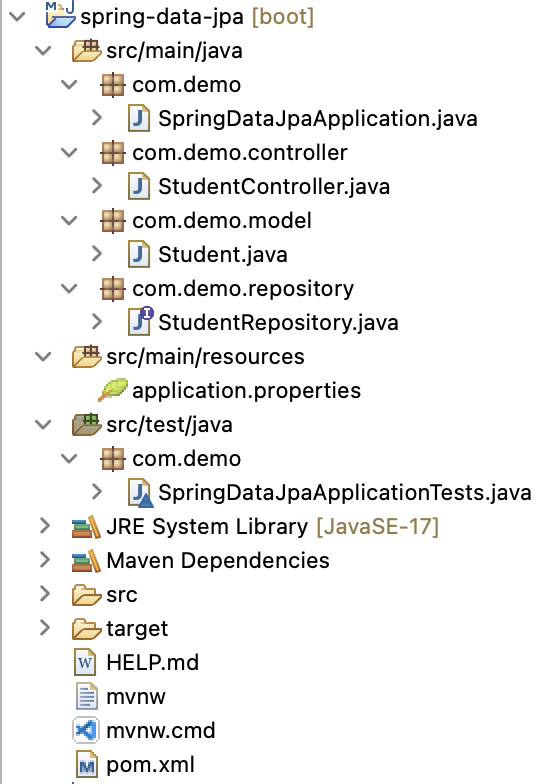 spring-data-jpa [boot]
src/main/java
com.demo
SpringDataJpaApplication.java
com.demo.controller
StudentController.java
com.demo.model
Student.java
com.demo.repository
StudentRepository.java
src/main/resources
application.properties
src/test/java
com.demo
SpringDataJpaApplicationTests.java
JRE System Library [JavaSE-17]
Maven Dependencies
src
target
HELP.md
mvnw
mvnw.cmd
pom.xml